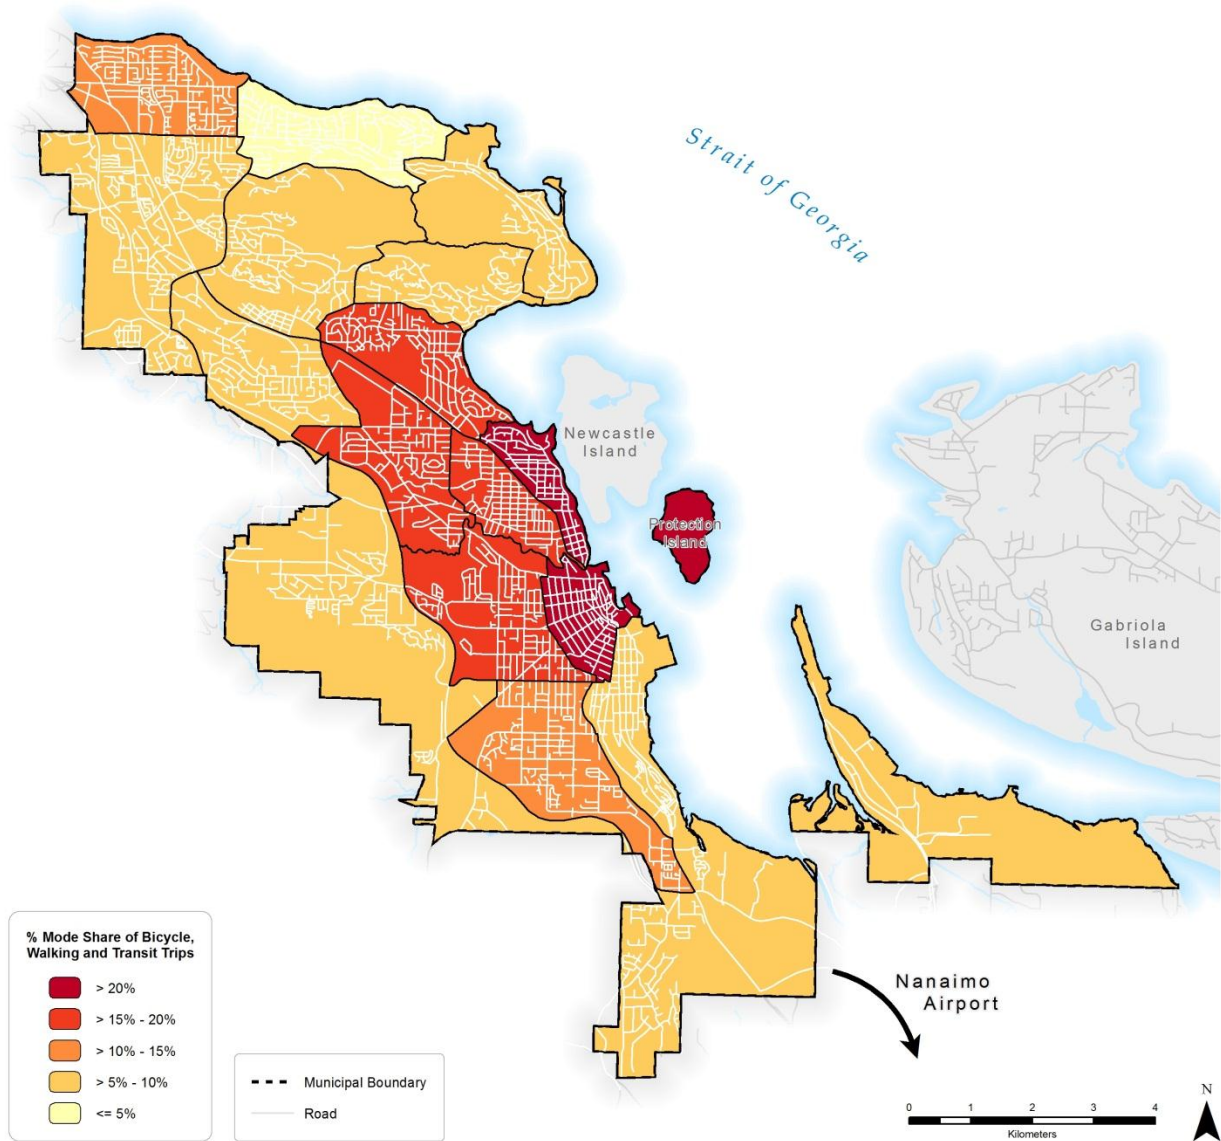 Strait of Georgia
Newcastle
Island
Protection
Island
Gabriola
Island
Nanaimo
Airport
% Mode Share of Bicycle,
Walking and Transit Trips
> 20%
> 15% - 20%
> 10% - 15%
> 5% - 10%
<= 5%
Municipal Boundary
Road
0 1 2 3 4
Kilometers
N